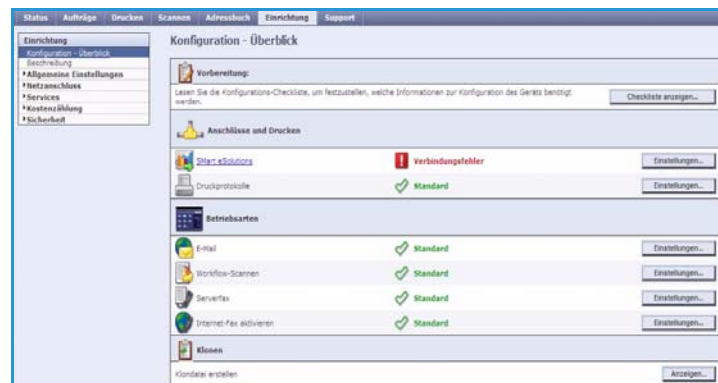 Status Aufträge Drucken Scannen Adressbuch Einrichtung Support
Einrichtung
Konfiguration - Überblick
Beschreibung
Allgemeine Einstellungen
Netzanschluss
Services
Kostenzählung
Sicherheit
Konfiguration - Überblick
Vorbereitung:
Lesen Sie die Konfigurations-Checkliste, um festzustellen, welche Informationen zur Konfiguration des Geräts benötigt
werden.
Checkliste anzeigen...
Anschlüsse und Drucken
SMart eSolutions Verbindungsfehler Einstellungen...
Druckprotokolle Standard Einstellungen...
Betriebsarten
E-Mail Standard Einstellungen...
Workflow-Scannen Standard Einstellungen...
Serverfax Standard Einstellungen...
Internet-Fax aktivieren Standard Einstellungen...
Klonen
Klondatei erstellen Anzeigen...